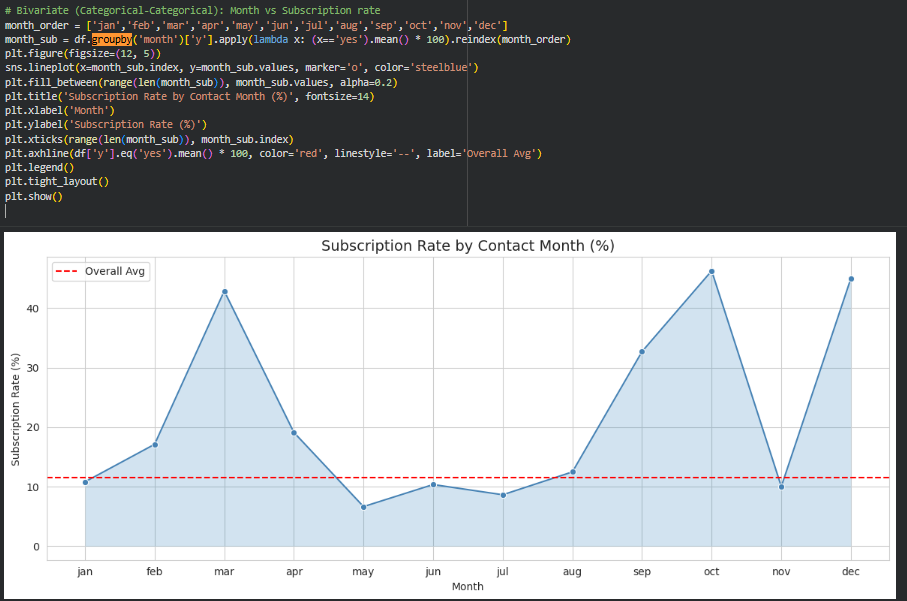 # Bivariate (Categorical-Categorical): Month vs Subscription rate
month_order = ['jan','feb','mar','apr','may','jun','jul','aug','sep','oct','nov','dec']
month_sub = df.groupby('month')['y'].apply(lambda x: (x=='yes').mean() * 100).reindex(month_order)
plt.figure(figsize=(12, 5))
sns.lineplot(x=month_sub.index, y=month_sub.values, marker='o', color='steelblue')
plt.fill_between(range(len(month_sub)), month_sub.values, alpha=0.2)
plt.title('Subscription Rate by Contact Month (%)', fontsize=14)
plt.xlabel('Month')
plt.ylabel('Subscription Rate (%)')
plt.xticks(range(len(month_sub)), month_sub.index)
plt.axhline(df['y'].eq('yes').mean() * 100, color='red', linestyle='--', label='Overall Avg')
plt.legend()
plt.tight_layout()
plt.show()
Subscription Rate by Contact Month (%)
Overall Avg
Subscription Rate (%)
40
30
20
10
0
jan feb mar apr may jun jul aug sep oct nov dec
Month